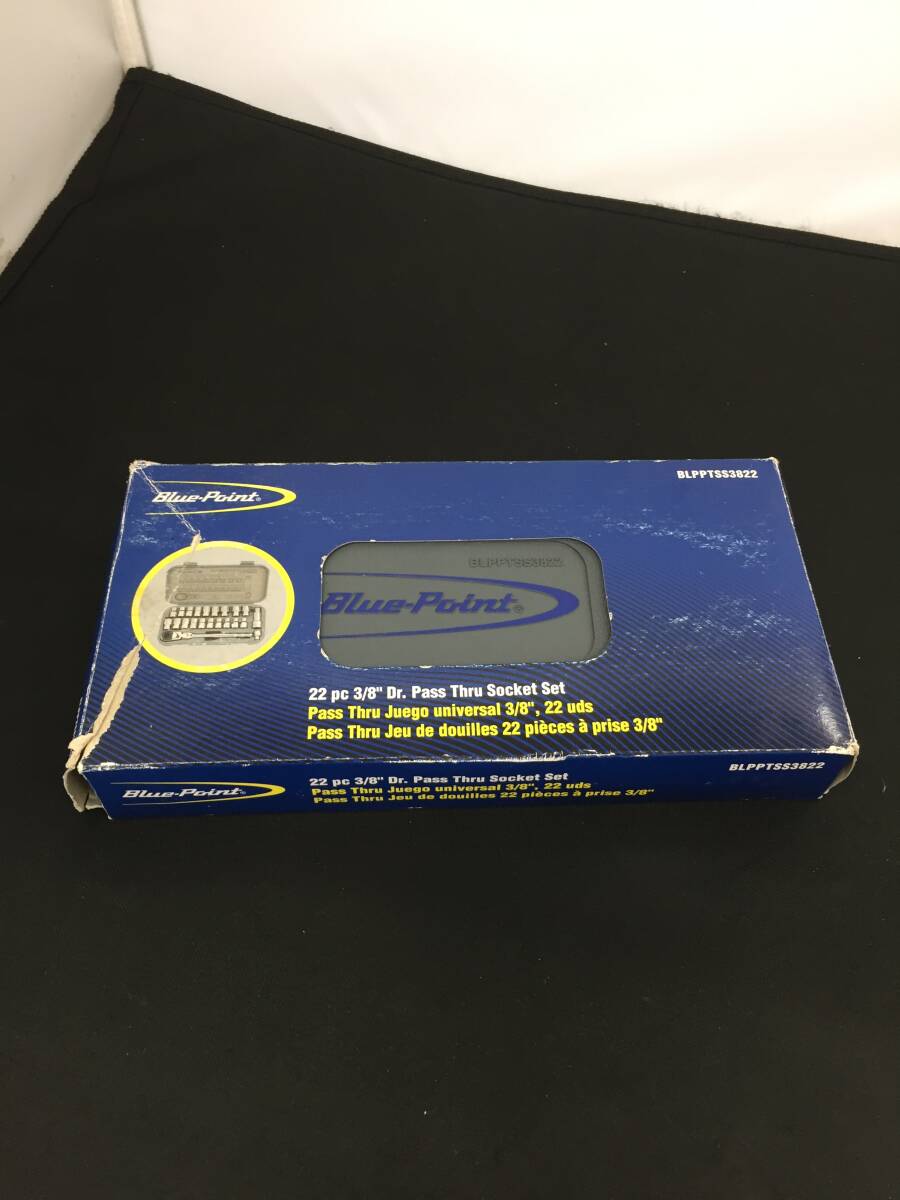 Blue-Point®
BLPPTSS3822
BLPPTSS3822
Blue-Point®
22 pc 3/8" Dr. Pass Thru Socket Set
Pass Thru Juego universal 3/8", 22 uds
Pass Thru Jeu de douilles 22 pièces à prise 3/8"
Blue-Point®
22 pc 3/8" Dr. Pass Thru Socket Set
Pass Thru Juego universal 3/8", 22 uds
Pass Thru Jeu de douilles 22 pièces à prise 3/8"
BLPPTSS3822